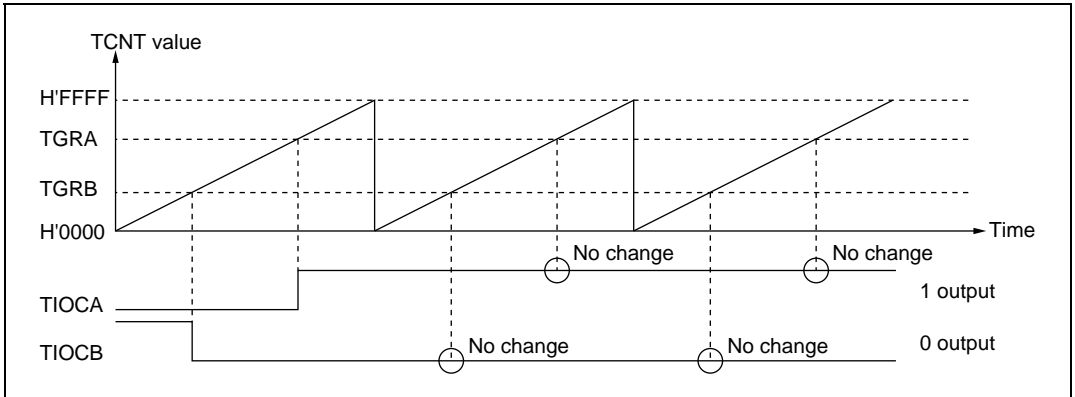 TCNT value
H'FFFF
TGRA
TGRB
H'0000
Time
No change
No change
1 output
TIOCA
No change
No change
0 output
TIOCB